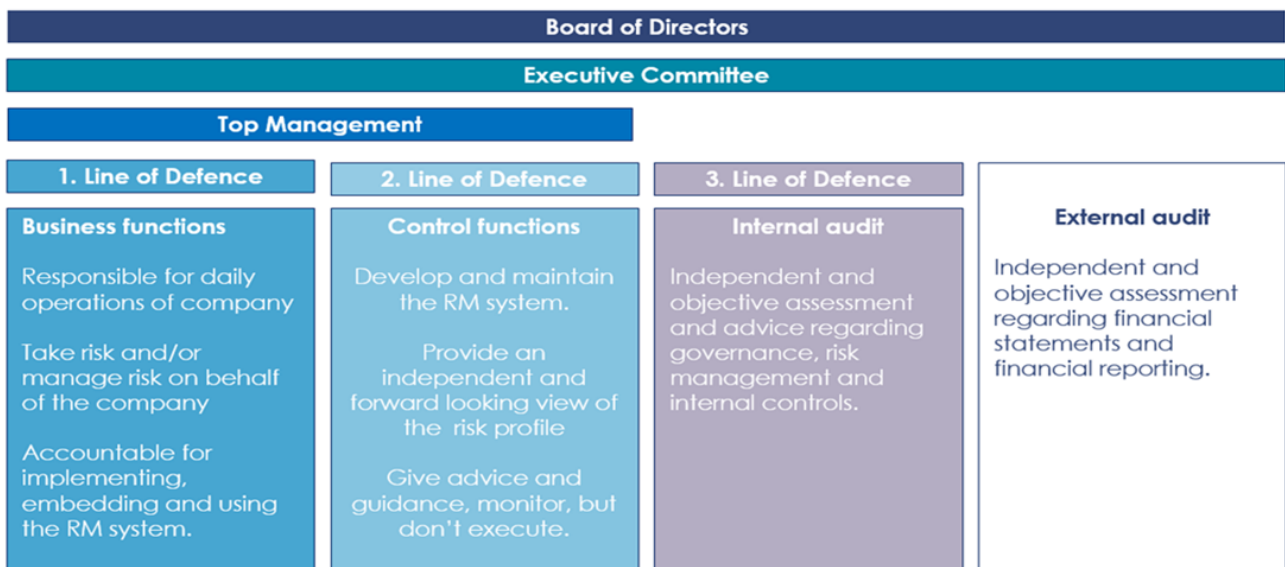 Board of Directors
Executive Committee
Top Management
1. Line of Defence
Business functions
Responsible for daily
operations of company
Take risk and/or
manage risk on behalf
of the company
Accountable for
implementing,
embedding and using
the RM system.
2. Line of Defence
Control functions
Develop and maintain
the RM system.
Provide an
independent and
forward looking view of
the risk profile
Give advice and
guidance, monitor, but
don't execute.
3. Line of Defence
Internal audit
Independent and
objective assessment
and advice regarding
governance, risk
management and
internal controls.
External audit
Independent and
objective assessment
regarding financial
statements and
financial reporting.